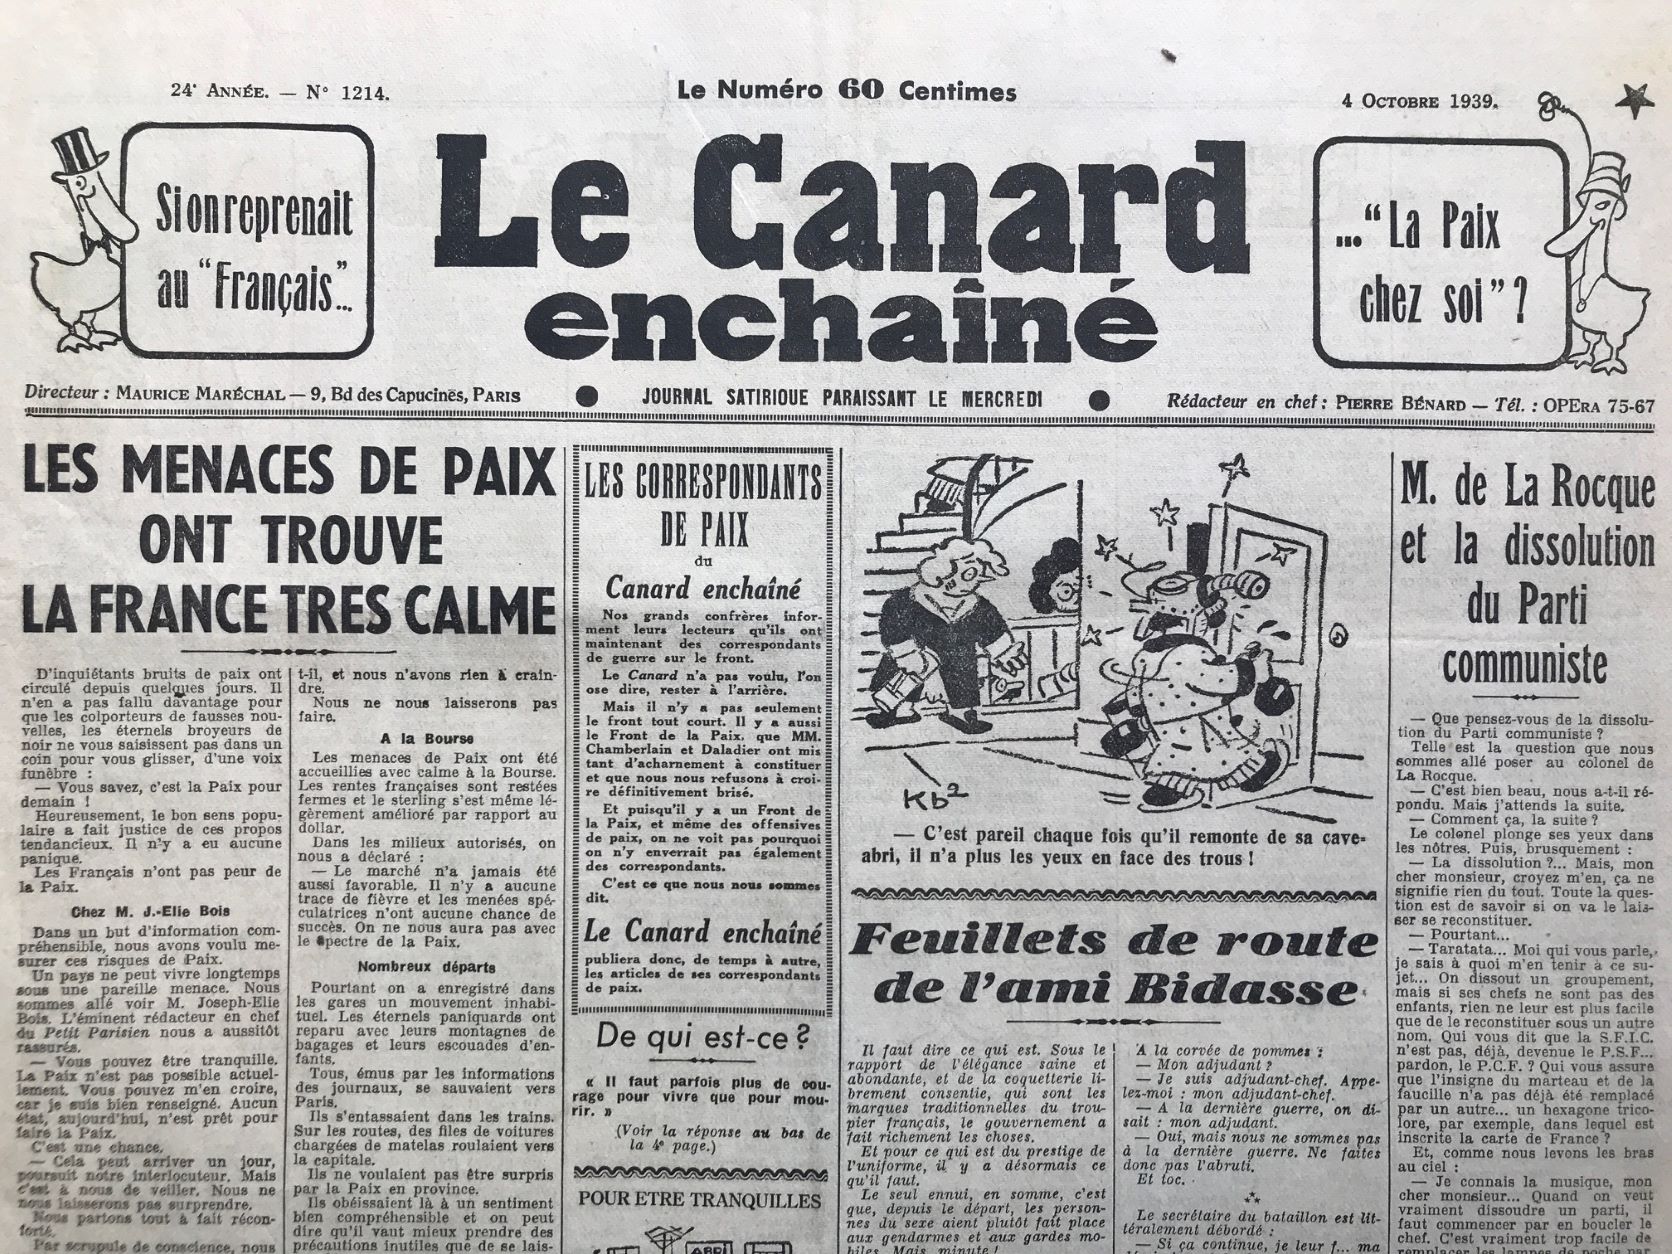 24e ANNÉE. — N° 1214.
Le Numéro 60 Centimes
4 OCTOBRE 1939.
Si on reprenait
au "Français"...
Le Canard
enchaîné
..."La Paix
chez soi" ?
Directeur : MAURICE MARÉCHAL — 9, Bd des Capucines, PARIS
JOURNAL SATIRIQUE PARAISSANT LE MERCREDI
Rédacteur en chef : PIERRE BÉNARD — Tél. : OPEra 75-67
LES MENACES DE PAIX
ONT TROUVE
LA FRANCE TRES CALME
D'inquiétants bruits de paix ont
circulé depuis quelques jours. Il
n'en a pas fallu davantage pour
que les colporteurs de fausses nou-
velles, les éternels broyeurs de
noir ne vous saisissent pas dans un
coin pour vous glisser, d'une voix
funèbre :
— Vous savez, c'est la Paix pour
demain !
Heureusement, le bon sens popu-
laire a fait justice de ces propos
tendancieux. Il n'y a eu aucune
panique.
Les Français n'ont pas peur de
la Paix.
Chez M. J.-Elie Bois
Dans un but d'information com-
préhensible, nous avons voulu me-
surer ces risques de Paix.
Un pays ne peut vivre longtemps
sous une pareille menace. Nous
sommes allé voir M. Joseph-Elie
Bois. L'éminent rédacteur en chef
du Petit Parisien nous a aussitôt
rassurés.
— Vous pouvez être tranquille.
La Paix n'est pas possible actuel-
lement. Vous pouvez m'en croire,
car je suis bien renseigné. Aucun
état, aujourd'hui, n'est prêt pour
faire la Paix.
C'est une chance.
— Cela peut arriver un jour,
poursuit notre interlocuteur. Mais
c'est à nous de veiller. Nous ne
nous laisserons pas surprendre.
Nous partons tout à fait récon-
forté.
Par scrupule de conscience, nous
t-il, et nous n'avons rien à crain-
dre.
Nous ne nous laisserons pas
faire.
A la Bourse
Les menaces de Paix ont été
accueillies avec calme à la Bourse.
Les rentes françaises sont restées
fermes et le sterling s'est même lé-
gèrement amélioré par rapport au
dollar.
Dans les milieux autorisés, on
nous a déclaré :
— Le marché n'a jamais été
aussi favorable. Il n'y a aucune
trace de fièvre et les menées spé-
culatrices n'ont aucune chance de
succès. On ne nous aura pas avec
le spectre de la Paix.
Nombreux départs
Pourtant on a enregistré dans
les gares un mouvement inhabi-
tuel. Les éternels paniquards ont
reparu avec leurs montagnes de
bagages et leurs escouades d'en-
fants.
Tous, émus par les informations
des journaux, se sauvaient vers
Paris.
Ils s'entassaient dans les trains.
Sur les routes, des files de voitures
chargées de matelas roulaient vers
la capitale.
Ils ne voulaient pas être surpris
par la Paix en province.
Ils obéissaient là à un sentiment
bien compréhensible et on peut
dire qu'il vaut mieux prendre des
précautions inutiles que de se lais-
LES CORRESPONDANTS
DE PAIX
du
Canard enchaîné
Nos grands confrères infor-
ment leurs lecteurs qu'ils ont
maintenant des correspondants
de guerre sur le front.
Le Canard n'a pas voulu, l'on
ose dire, rester à l'arrière.
Mais il n'y a pas seulement
le front tout court. Il y a aussi
le Front de la Paix, que MM.
Chamberlain et Daladier ont mis
tant d'acharnement à constituer
et que nous nous refusons à croi-
re définitivement brisé.
Et puisqu'il y a un Front de
la Paix, et même des offensives
de paix, on ne voit pas pourquoi
on n'y enverrait pas également
des correspondants.
C'est ce que nous nous sommes
dit.
Le Canard enchaîné
publiera donc, de temps à autre,
les articles de ses correspondants
de paix.
De qui est-ce ?
« Il faut parfois plus de cou-
rage pour vivre que pour mou-
rir. »
(Voir la réponse au bas de
la 4e page.)
POUR ETRE TRANQUILLES
ABRI
Kb2
— C'est pareil chaque fois qu'il remonte de sa cave-
abri, il n'a plus les yeux en face des trous !
Feuillets de route
de l'ami Bidasse
Il faut dire ce qui est. Sous le
rapport de l'élégance saine et
abondante, et de la coquetterie li-
brement consentie, qui sont les
marques traditionnelles du trou-
pier français, le gouvernement a
fait richement les choses.
Et pour ce qui est du prestige de
l'uniforme, il y a désormais ce
qu'il faut.
Le seul ennui, en somme, c'est
que, depuis le départ, les person-
nes du sexe aient plutôt fait place
aux gendarmes et aux gardes mo-
biles. Mais minute !
A la corvée de pommes :
— Mon adjudant ?
— Je suis adjudant-chef. Appe-
lez-moi : mon adjudant-chef.
— A la dernière guerre, on di-
sait : mon adjudant.
— Oui, mais nous ne sommes pas
à la dernière guerre. Ne faites
donc pas l'abruti.
Et toc.
Le secrétaire du bataillon est lit-
téralement débordé :
— Si ça continue, je leur f... ma
M. de La Rocque
et la dissolution
du Parti
communiste
— Que pensez-vous de la dissolu-
tion du Parti communiste ?
Telle est la question que nous
sommes allé poser au colonel de
La Rocque.
— C'est bien beau, nous a-t-il ré-
pondu. Mais j'attends la suite.
— Comment ça, la suite ?
Le colonel plonge ses yeux dans
les nôtres. Puis, brusquement :
— La dissolution ?... Mais, mon
cher monsieur, croyez m'en, ça ne
signifie rien du tout. Toute la ques-
tion est de savoir si on va le lais-
ser se reconstituer.
— Pourtant...
— Taratata... Moi qui vous parle,
je sais à quoi m'en tenir à ce su-
jet... On dissout un groupement,
mais si ses chefs ne sont pas des
enfants, rien ne leur est plus facile
que de le reconstituer sous un autre
nom. Qui vous dit que la S.F.I.C.
n'est pas, déjà, devenue le P.S.F...
pardon, le P.C.F. ? Qui vous assure
que l'insigne du marteau et de la
faucille n'a pas déjà été remplacé
par un autre... un hexagone trico-
lore, par exemple, dans lequel est
inscrite la carte de France ?
Et, comme nous levons les bras
au ciel :
— Je connais la musique, mon
cher monsieur... Quand on veut
vraiment dissoudre un parti, il
faut commencer par en boucler le
chef. C'est vraiment trop facile de
remplacer les lampes de poche par